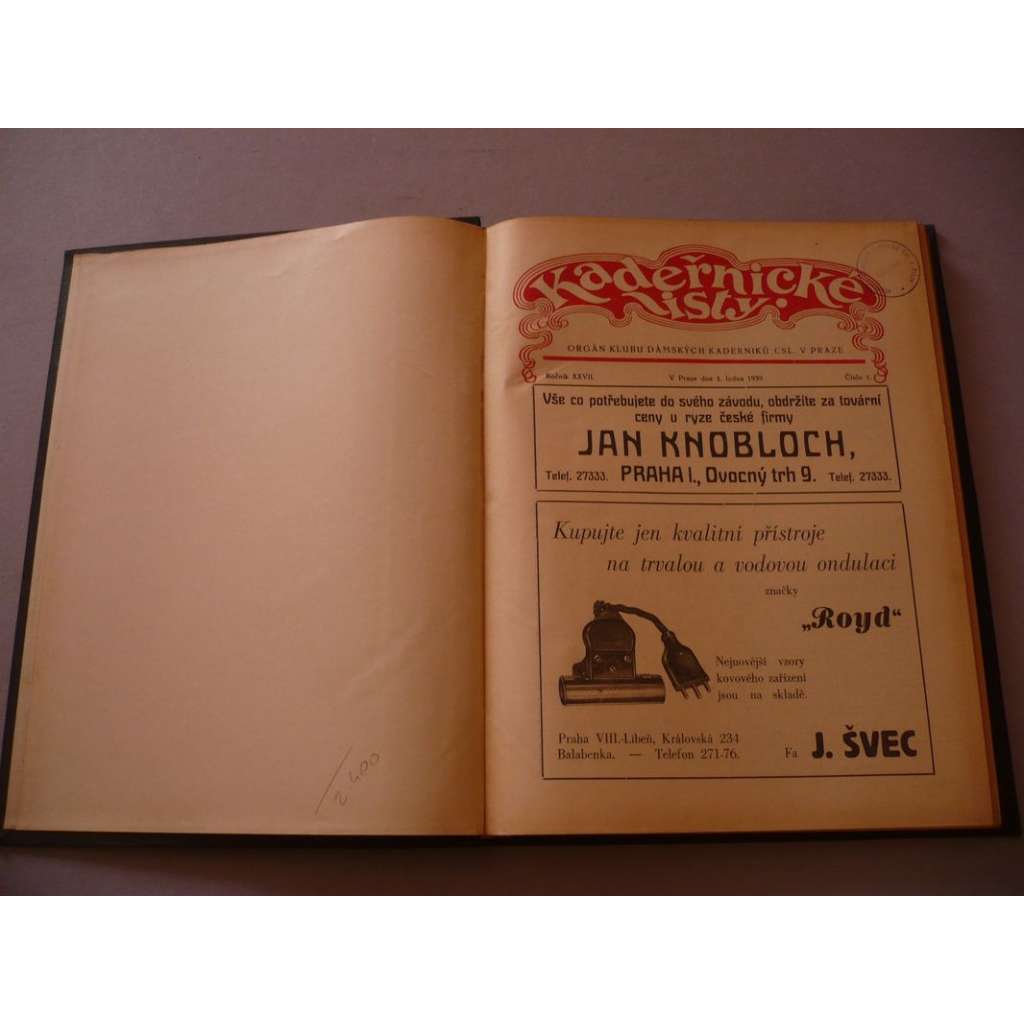 Kadeřnické
listy.
ORGÁN KLUBU DÁMSKÝCH KADEŘNÍKŮ ČSL. V PRAZE
Ročník XXVII. V Praze dne 1. ledna 1939 Číslo 1.
Vše co potřebujete do svého závodu, obdržíte za tovární
ceny u ryze české firmy
JAN KNOBLOCH,
Telef. 27333. PRAHA I., Ovocný trh 9. Telef. 27333.
Kupujte jen kvalitní přístroje
na trvalou a vodovou ondulaci
značky
„Royd“
Nejnovější vzory
kovového zařízení
jsou na skladě.
Praha VIII.-Libeň, Královská 234
Balabenka. — Telefon 271-76.
Fa J. ŠVEC
2400